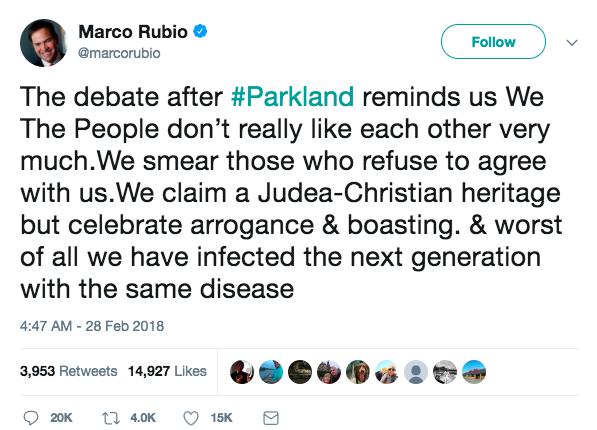 Marco Rubio
@marcorubio
Follow
The debate after #Parkland reminds us We
The People don’t really like each other very
much.We smear those who refuse to agree
with us.We claim a Judea-Christian heritage
but celebrate arrogance & boasting. & worst
of all we have infected the next generation
with the same disease
4:47 AM - 28 Feb 2018
3,953 Retweets 14,927 Likes
20K 4.0K 15K